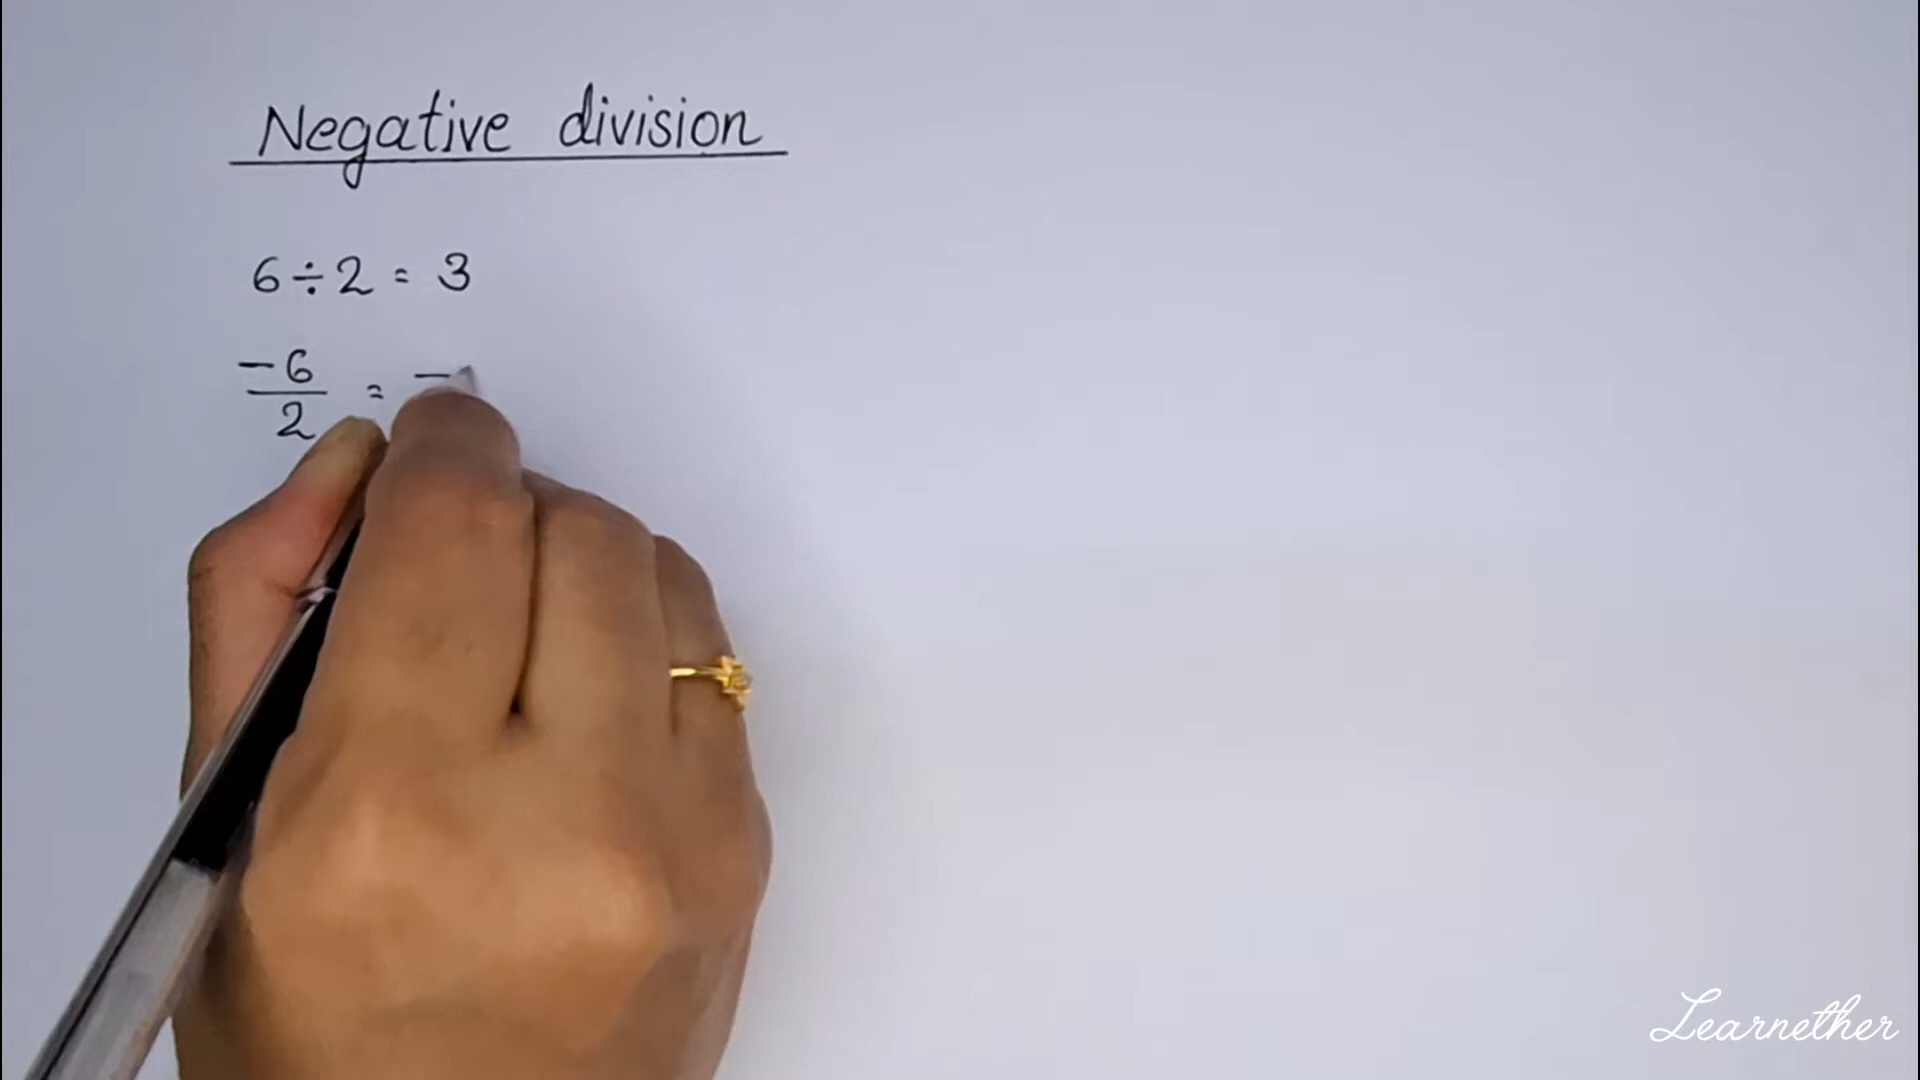 Negative division
6 ÷ 2 = 3
-6/2 = -
Learnether